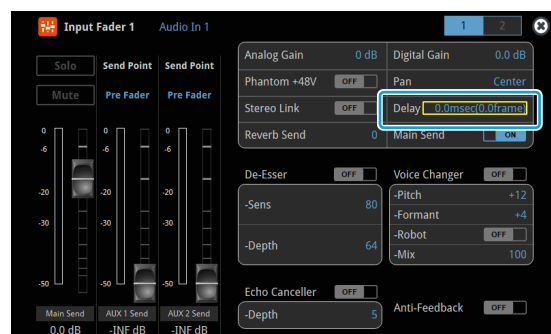 Input Fader 1 Audio In 1 1 2
Solo Send Point Send Point
Mute Pre Fader Pre Fader
Analog Gain 0 dB Digital Gain 0.0 dB
Phantom +48V OFF Pan Center
Stereo Link OFF Delay 0.0msec(0.0frame)
Reverb Send 0 Main Send ON
0 0 0
-6 -6 -6
-20 -20 -20
-30 -30 -30
-50 -50 -50
De-Esser OFF Voice Changer OFF
-Sens 80 -Pitch +12
-Formant +4
-Depth 64 -Robot OFF
-Mix 100
Echo Canceller OFF Anti-Feedback OFF
-Depth 5
Main Send AUX 1 Send AUX 2 Send
0.0 dB -INF dB -INF dB